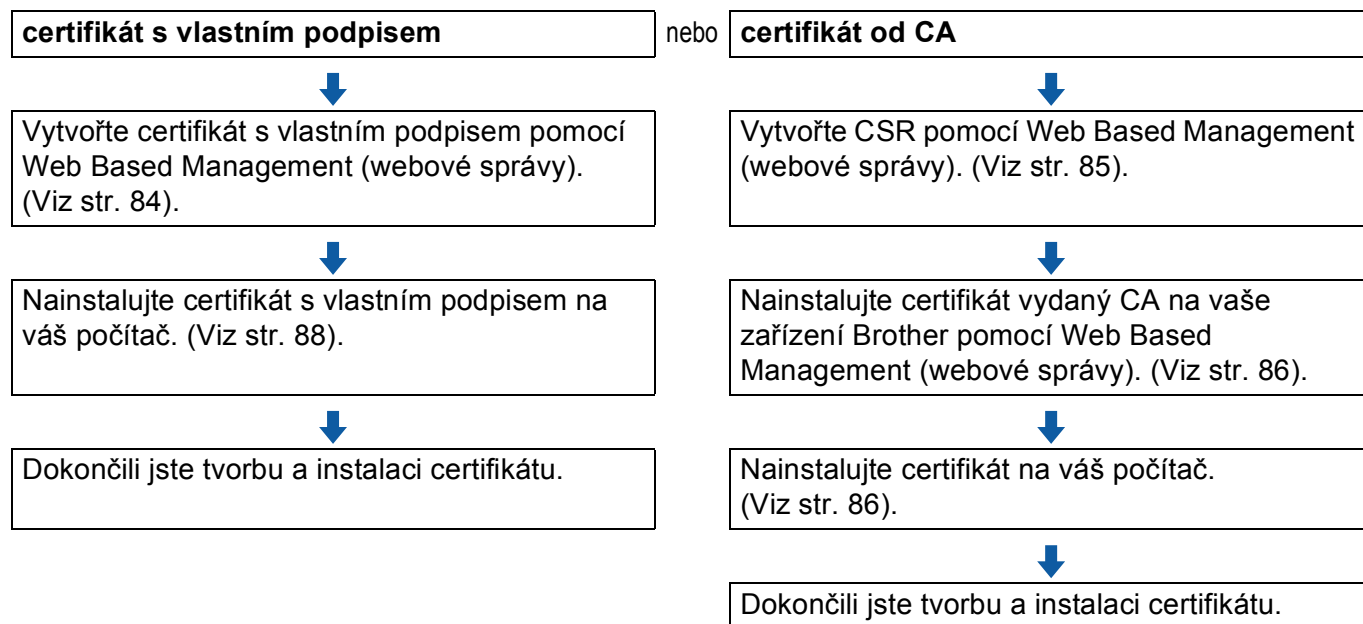 certifikát s vlastním podpisem
nebo
certifikát od CA
Vytvořte certifikát s vlastním podpisem pomocí
Web Based Management (webové správy).
(Viz str. 84).
Vytvořte CSR pomocí Web Based Management
(webové správy). (Viz str. 85).
Nainstalujte certifikát s vlastním podpisem na
váš počítač. (Viz str. 88).
Nainstalujte certifikát vydaný CA na vaše
zařízení Brother pomocí Web Based
Management (webové správy). (Viz str. 86).
Dokončili jste tvorbu a instalaci certifikátu.
Nainstalujte certifikát na váš počítač.
(Viz str. 86).
Dokončili jste tvorbu a instalaci certifikátu.